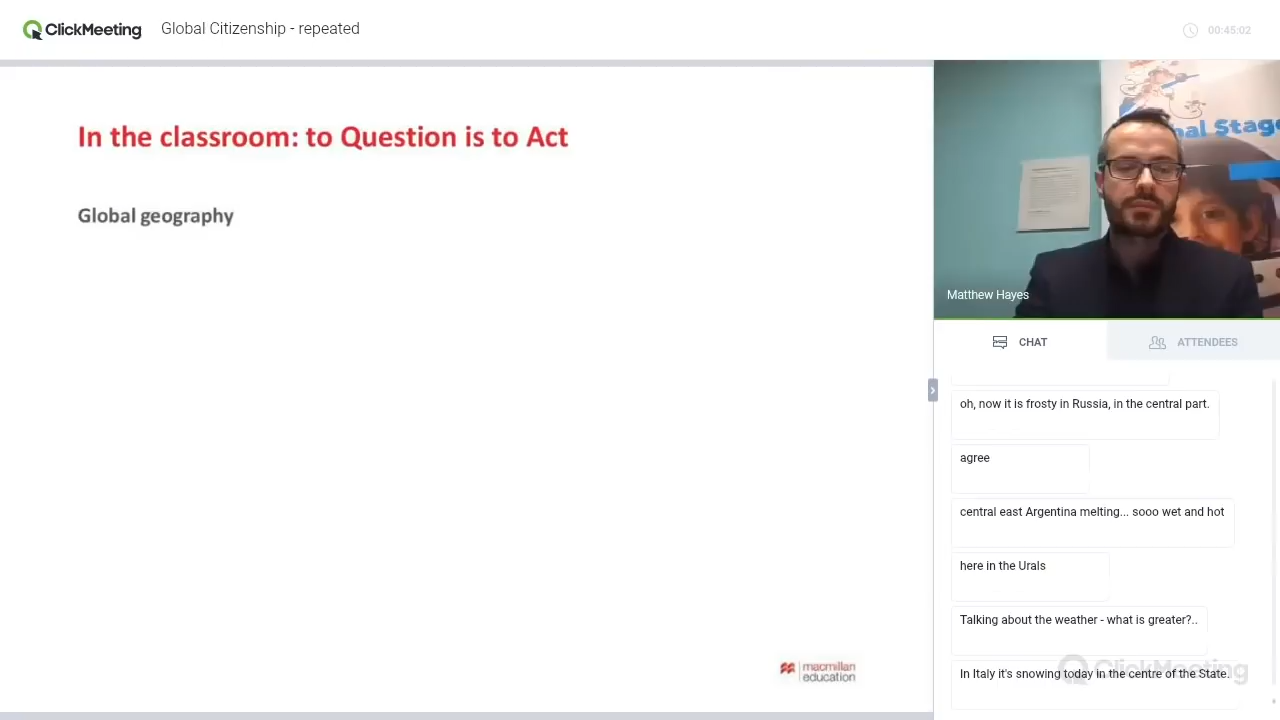 ClickMeeting
Global Citizenship - repeated
00:45:02
In the classroom: to Question is to Act
Global geography
macmillan
education
nal Stage
Matthew Hayes
CHAT
ATTENDEES
oh, now it is frosty in Russia, in the central part.
agree
central east Argentina melting... sooo wet and hot
here in the Urals
Talking about the weather - what is greater?..
In Italy it's snowing today in the centre of the State.
ClickMeeting